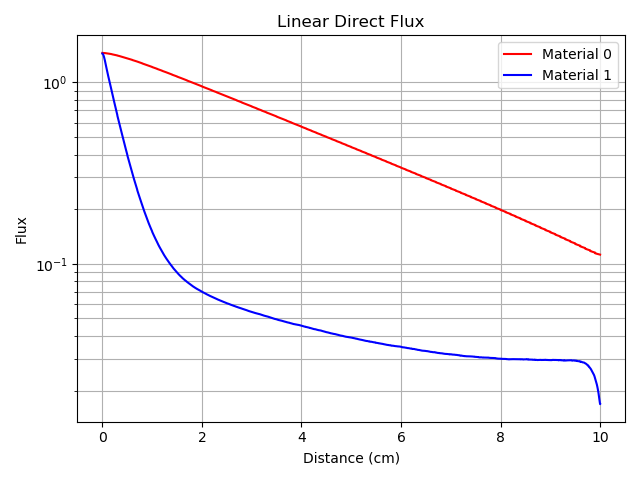 Linear Direct Flux
Material 0
Material 1
10⁰
10⁻¹
Flux
0 2 4 6 8 10
Distance (cm)